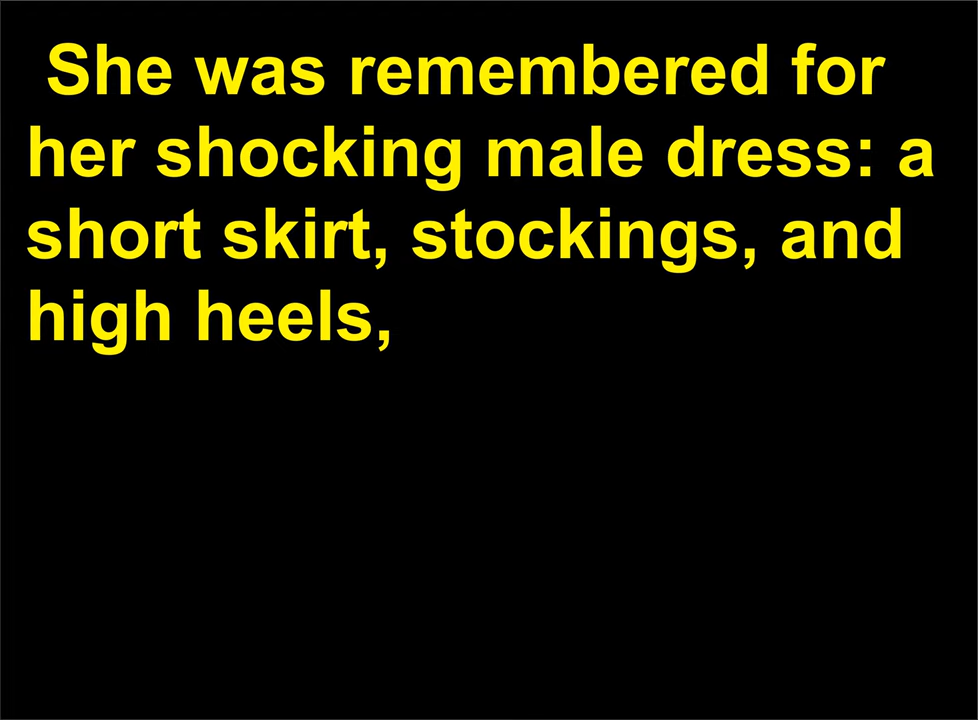 She was remembered for
her shocking male dress: a
short skirt, stockings, and
high heels,